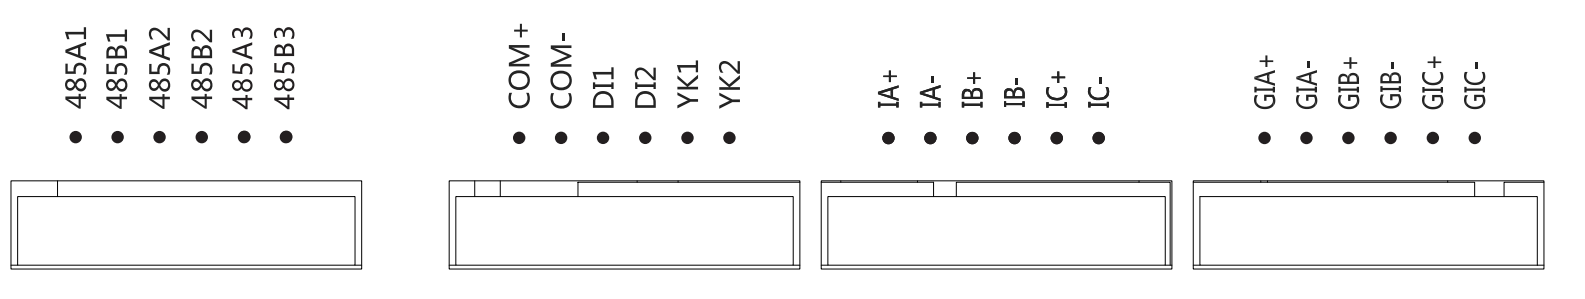 485A1
485B1
485A2
485B2
485A3
485B3
COM+
COM-
DI1
DI2
YK1
YK2
IA+
IA-
IB+
IB-
IC+
IC-
GIA+
GIA-
GIB+
GIB-
GIC+
GIC-